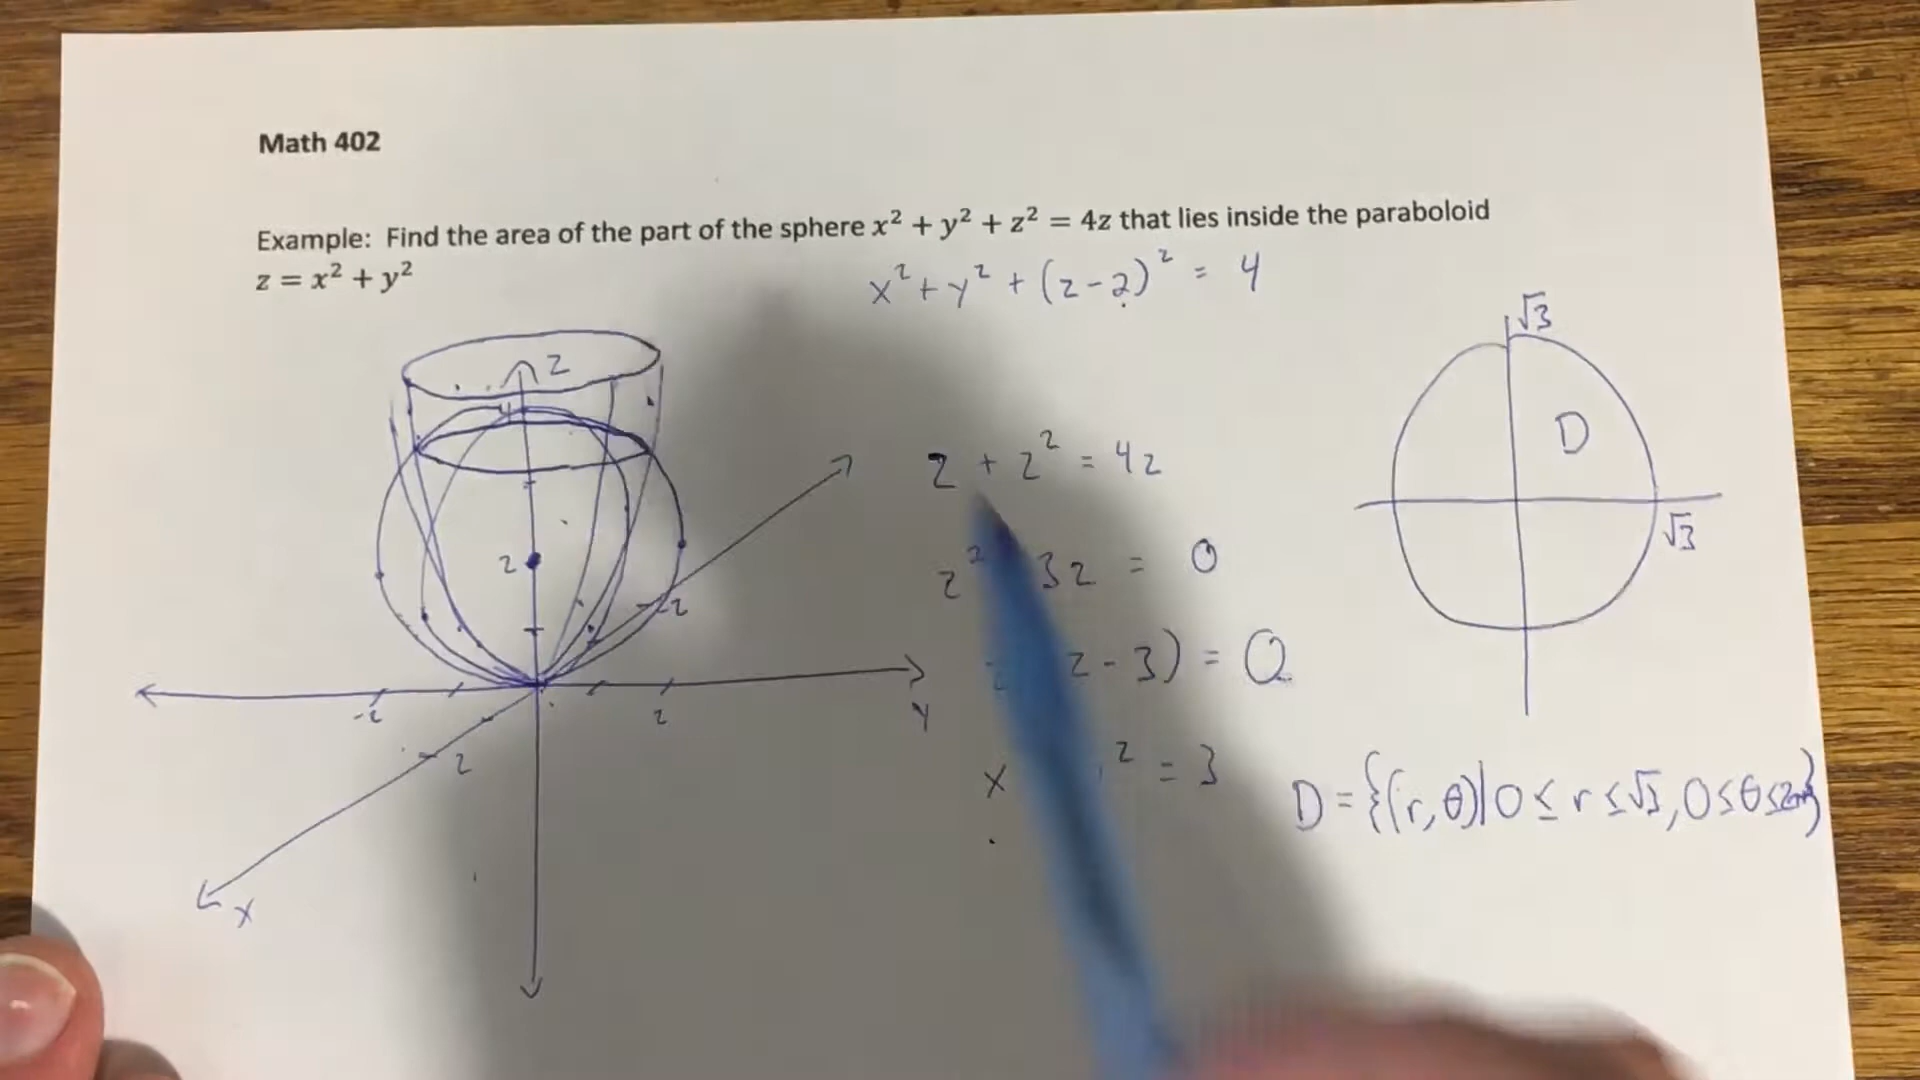 Math 402
Example: Find the area of the part of the sphere x² + y² + z² = 4z that lies inside the paraboloid
z = x² + y²
x² + y² + (z-2)² = 4
z
4
2
-2
-2
2
2
y
x
z + z² = 4z
z² 3z = 0
z - 3) = 0
x ² = 3
√3
D
√3
D = {(r, θ) | 0 ≤ r ≤ √3, 0 ≤ θ ≤ 2π}